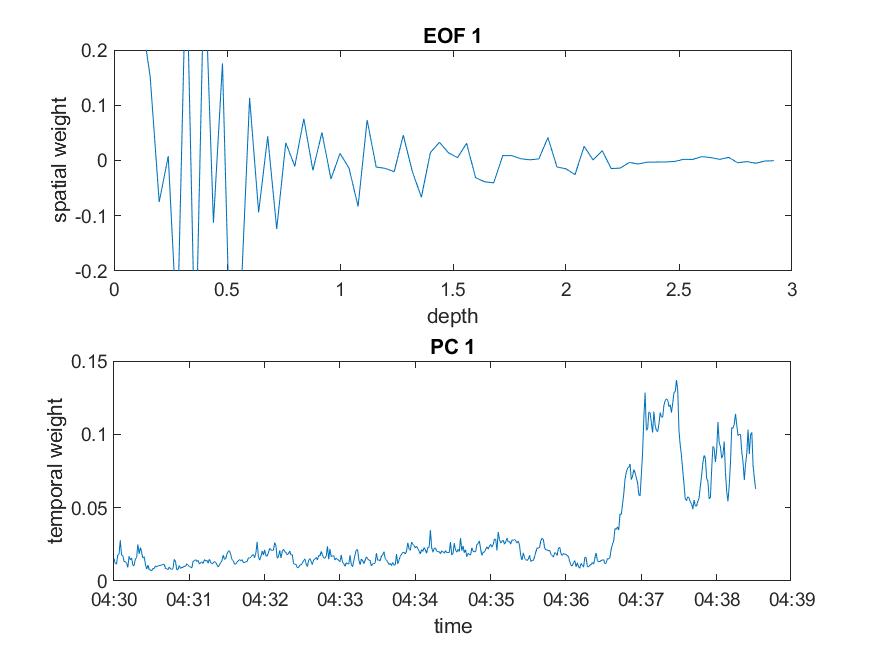 EOF 1
0.2
0.1
0
-0.1
-0.2
spatial weight
0 0.5 1 1.5 2 2.5 3
depth
PC 1
0.15
0.1
0.05
0
temporal weight
04:30 04:31 04:32 04:33 04:34 04:35 04:36 04:37 04:38 04:39
time